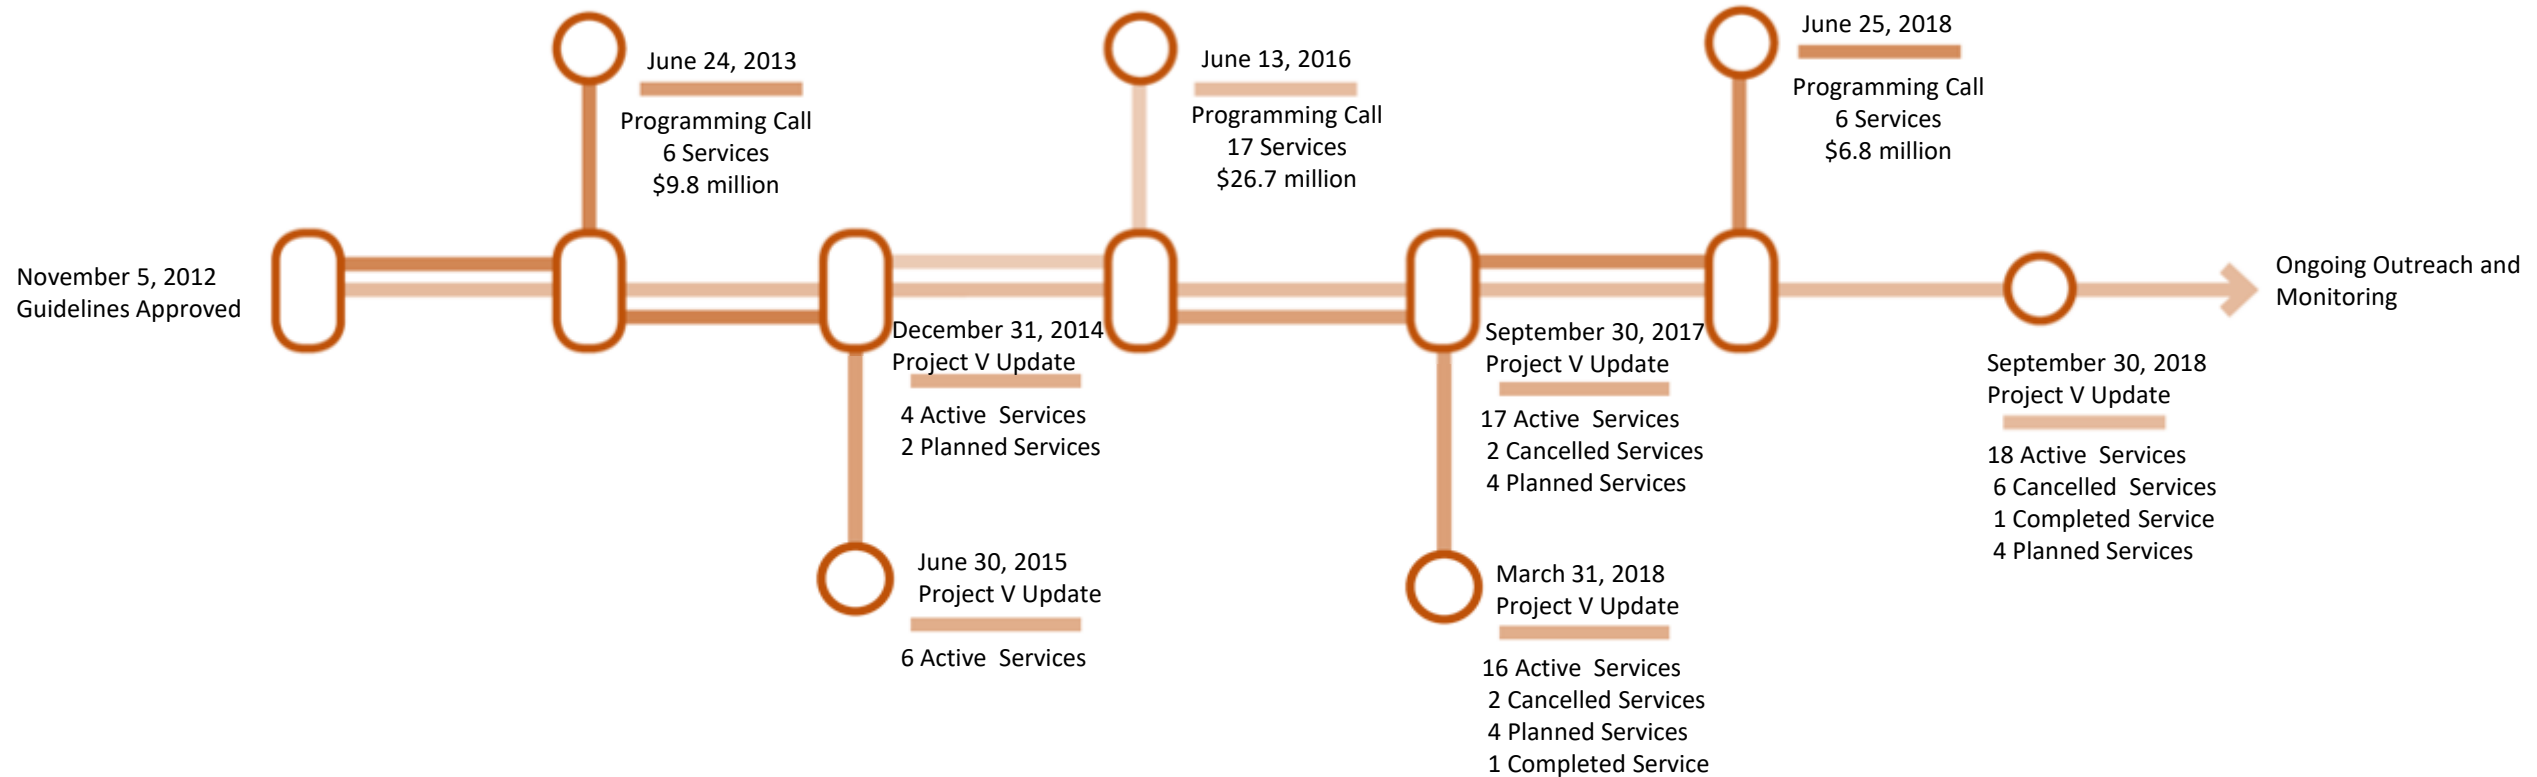 November 5, 2012
Guidelines Approved
June 24, 2013
Programming Call
6 Services
$9.8 million
December 31, 2014
Project V Update
4 Active  Services
2 Planned Services
June 30, 2015
Project V Update
6 Active  Services
June 13, 2016
Programming Call
17 Services
$26.7 million
September 30, 2017
Project V Update
17 Active  Services
2 Cancelled Services
4 Planned Services
March 31, 2018
Project V Update
16 Active  Services
2 Cancelled Services
4 Planned Services
1 Completed Service
June 25, 2018
Programming Call
6 Services
$6.8 million
September 30, 2018
Project V Update
18 Active  Services
6 Cancelled  Services
1 Completed Service
4 Planned Services
Ongoing Outreach and
Monitoring